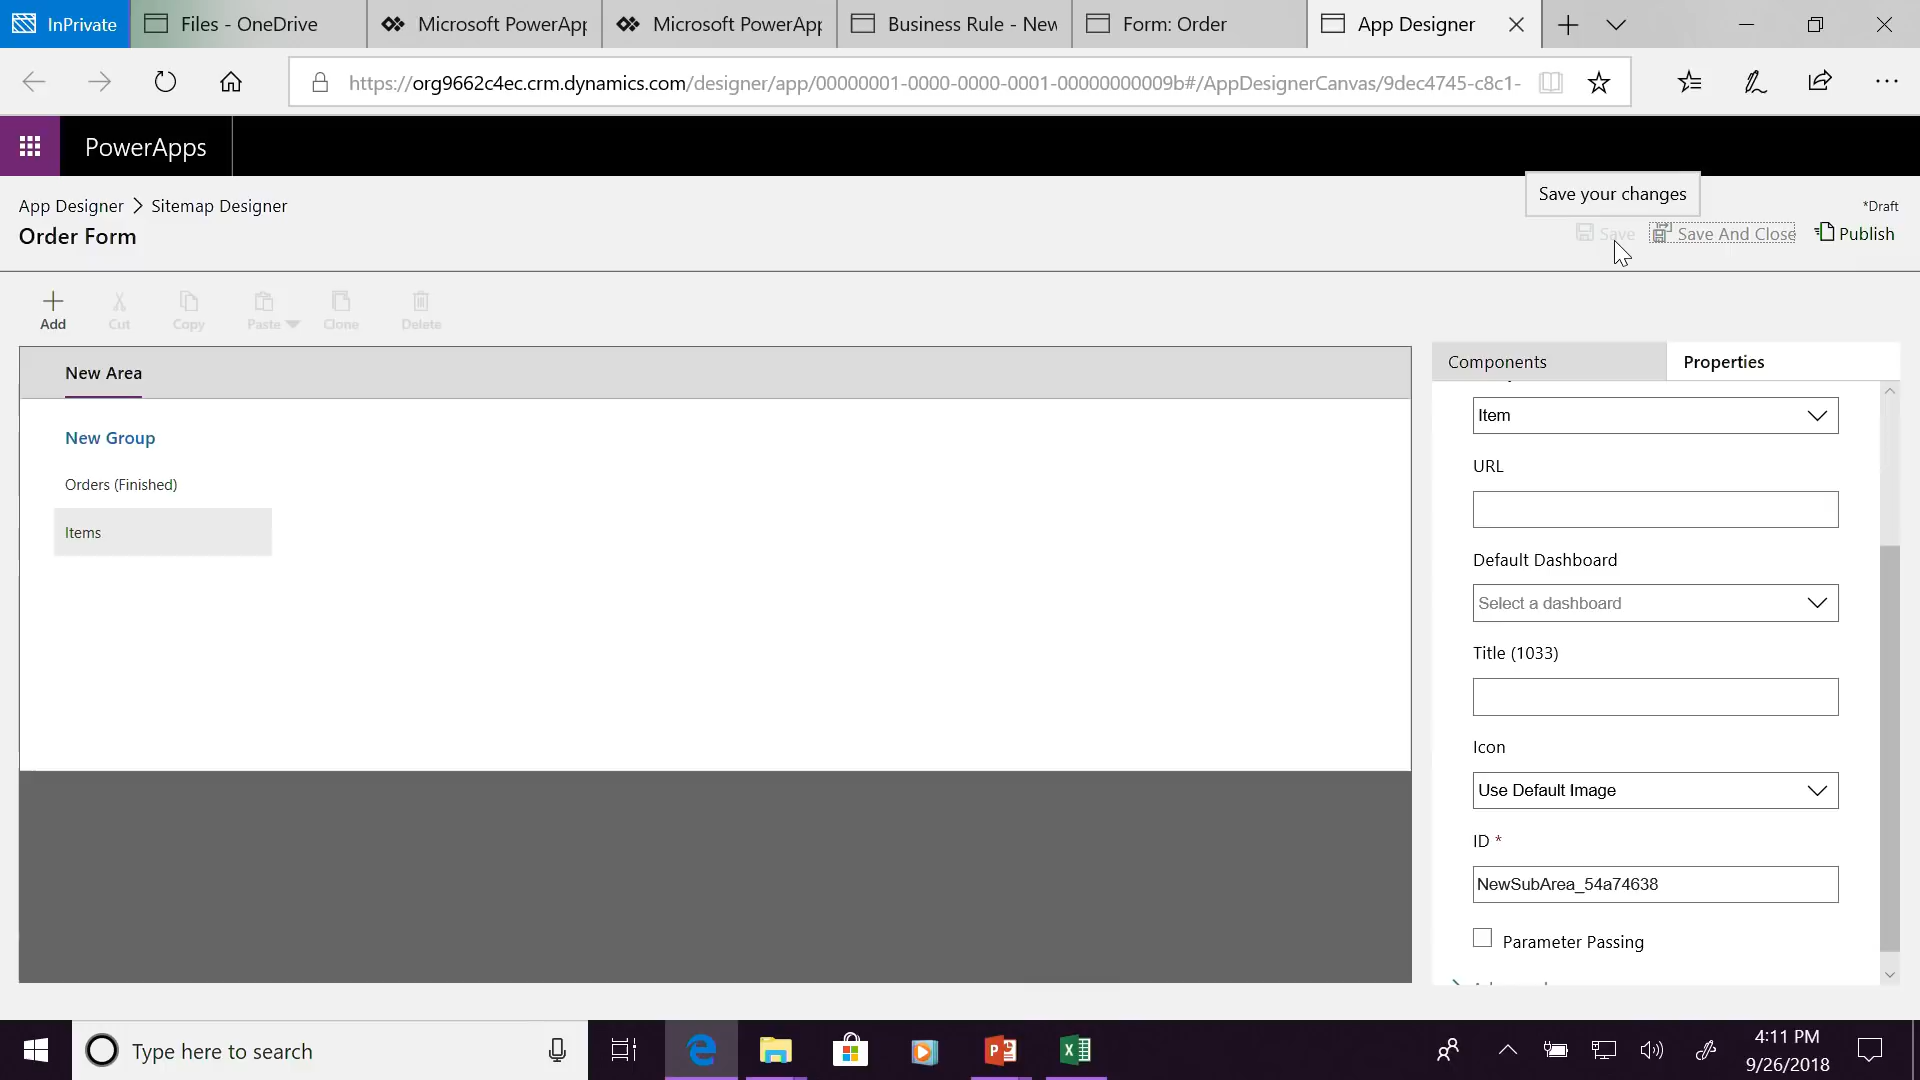 InPrivate
Files - OneDrive
Microsoft PowerApp
Microsoft PowerApp
Business Rule - New
Form: Order
App Designer
https://org9662c4ec.crm.dynamics.com/designer/app/00000001-0000-0000-0001-00000000009b#/AppDesignerCanvas/9dec4745-c8c1-
PowerApps
Save your changes
App Designer > Sitemap Designer
*Draft
Order Form
Save
Save And Close
Publish
Add
Cut
Copy
Paste
Clone
Delete
New Area
New Group
Orders (Finished)
Items
Components
Properties
Item
URL
Default Dashboard
Select a dashboard
Title (1033)
Icon
Use Default Image
ID *
NewSubArea_54a74638
Parameter Passing
Type here to search
4:11 PM
9/26/2018